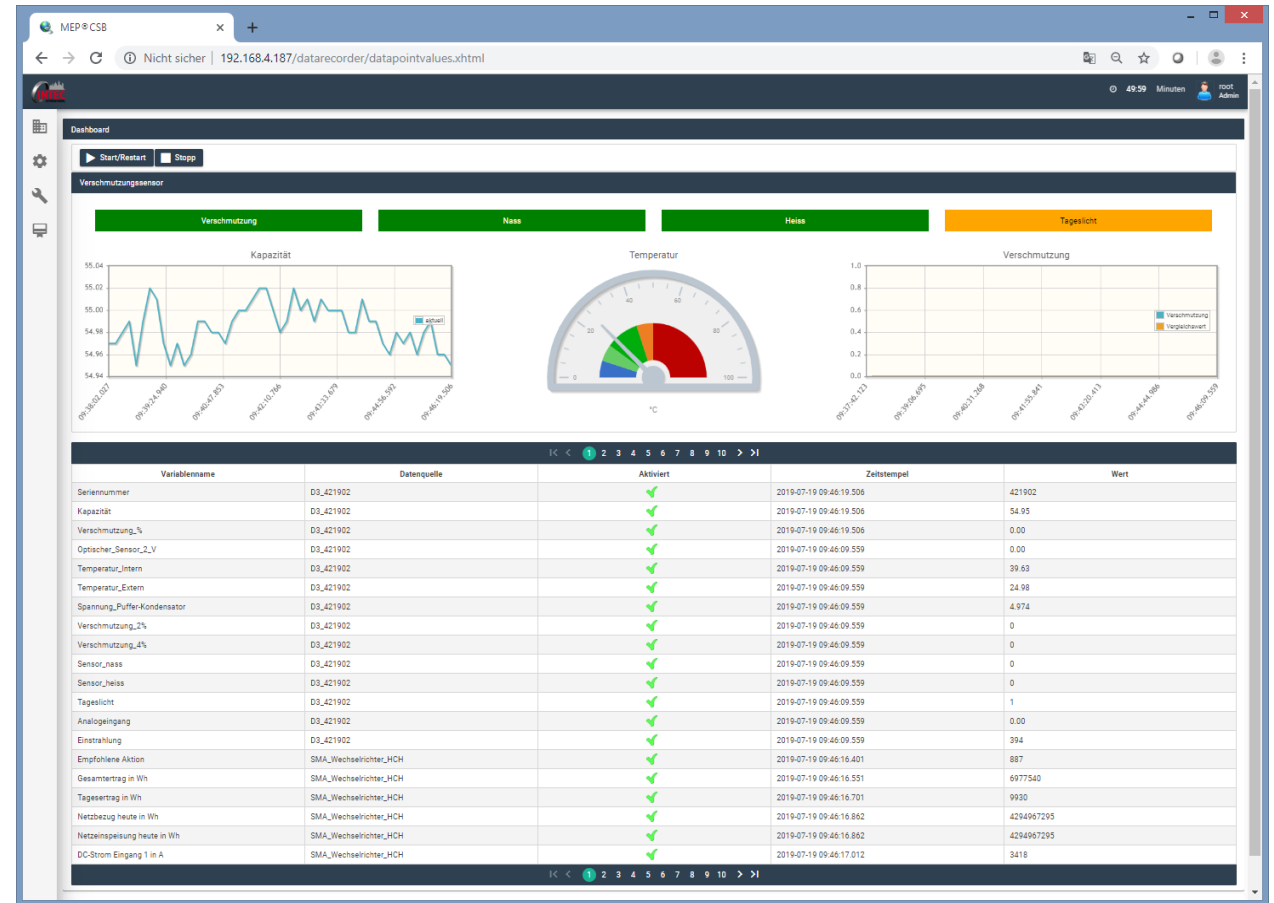 MEP®CSB
Nicht sicher | 192.168.4.187/datarecorder/datapointvalues.xhtml
INTEC
49:59 Minuten root
Admin
Dashboard
Start/Restart Stopp
Verschmutzungssensor
Verschmutzung Nass Heiss Tageslicht
Kapazität
55.04
55.02
55.00
54.98
54.96
54.94
aktuell
09:38:02.027 09:39:24.940 09:40:47.853 09:42:10.766 09:43:33.679 09:44:56.592 09:46:19.506
Temperatur
0 20 40 60 80 100
°C
Verschmutzung
1.0
0.8
0.6
0.4
0.2
0.0
Verschmutzung
Vergleichswert
09:37:42.123 09:39:06.695 09:40:31.268 09:41:55.841 09:43:20.413 09:44:44.986 09:46:09.559
1 2 3 4 5 6 7 8 9 10
Variablenname Datenquelle Aktiviert Zeitstempel Wert
Seriennummer D3_421902 2019-07-19 09:46:19.506 421902
Kapazität D3_421902 2019-07-19 09:46:19.506 54.95
Verschmutzung_% D3_421902 2019-07-19 09:46:19.506 0.00
Optischer_Sensor_2_V D3_421902 2019-07-19 09:46:09.559 0.00
Temperatur_Intern D3_421902 2019-07-19 09:46:09.559 39.63
Temperatur_Extern D3_421902 2019-07-19 09:46:09.559 24.98
Spannung_Puffer-Kondensator D3_421902 2019-07-19 09:46:09.559 4.974
Verschmutzung_2% D3_421902 2019-07-19 09:46:09.559 0
Verschmutzung_4% D3_421902 2019-07-19 09:46:09.559 0
Sensor_nass D3_421902 2019-07-19 09:46:09.559 0
Sensor_heiss D3_421902 2019-07-19 09:46:09.559 0
Tageslicht D3_421902 2019-07-19 09:46:09.559 1
Analogeingang D3_421902 2019-07-19 09:46:09.559 0.00
Einstrahlung D3_421902 2019-07-19 09:46:09.559 394
Empfohlene Aktion SMA_Wechselrichter_HCH 2019-07-19 09:46:16.401 887
Gesamtertrag in Wh SMA_Wechselrichter_HCH 2019-07-19 09:46:16.551 6977540
Tagesertrag in Wh SMA_Wechselrichter_HCH 2019-07-19 09:46:16.701 9930
Netzbezug heute in Wh SMA_Wechselrichter_HCH 2019-07-19 09:46:16.862 4294967295
Netzeinspeisung heute in Wh SMA_Wechselrichter_HCH 2019-07-19 09:46:16.862 4294967295
DC-Strom Eingang 1 in A SMA_Wechselrichter_HCH 2019-07-19 09:46:17.012 3418
1 2 3 4 5 6 7 8 9 10